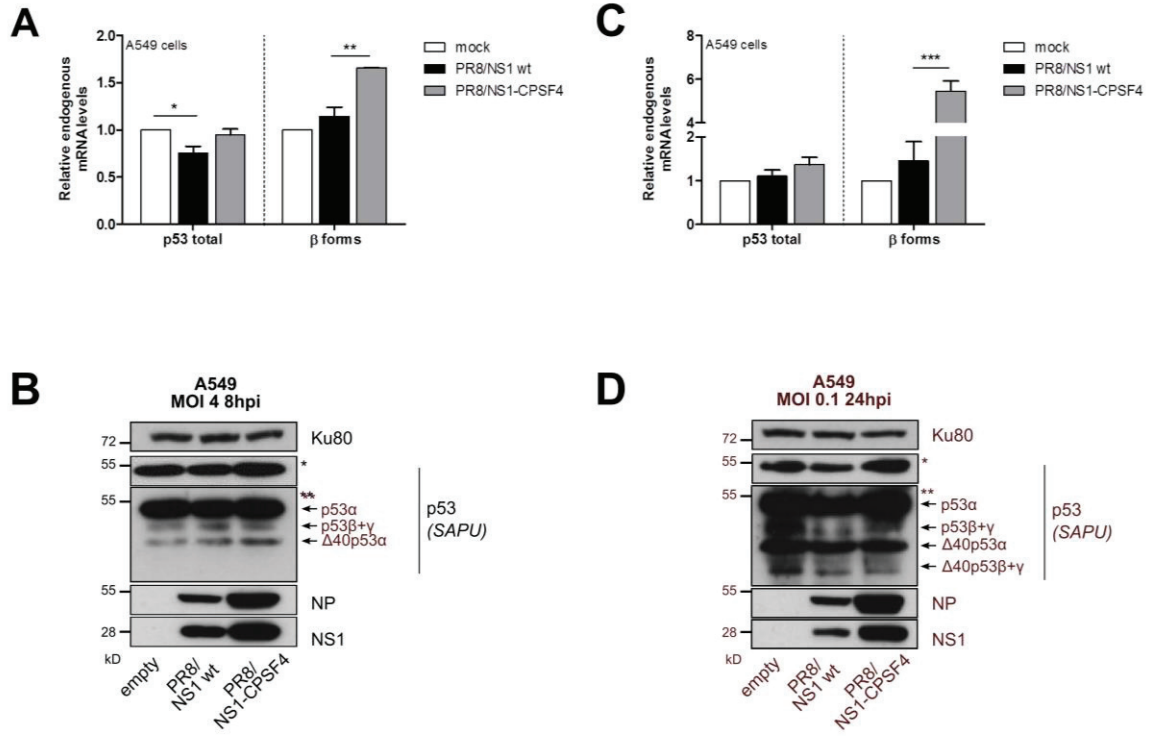 A
A549 cells
Relative endogenous
mRNA levels
2.0
1.5
1.0
0.5
0.0
*
**
p53 total
β forms
mock
PR8/NS1 wt
PR8/NS1-CPSF4
C
A549 cells
Relative endogenous
mRNA levels
8
6
4
2
1
0
***
p53 total
β forms
mock
PR8/NS1 wt
PR8/NS1-CPSF4
B
A549
MOI 4 8hpi
72
Ku80
55
*
55
**
p53α
p53β+γ
Δ40p53α
p53
(SAPU)
55
NP
28
NS1
kD
empty
PR8/
NS1 wt
PR8/
NS1-CPSF4
D
A549
MOI 0.1 24hpi
72
Ku80
55
*
55
**
p53α
p53β+γ
Δ40p53α
Δ40p53β+γ
p53
(SAPU)
55
NP
28
NS1
kD
empty
PR8/
NS1 wt
PR8/
NS1-CPSF4